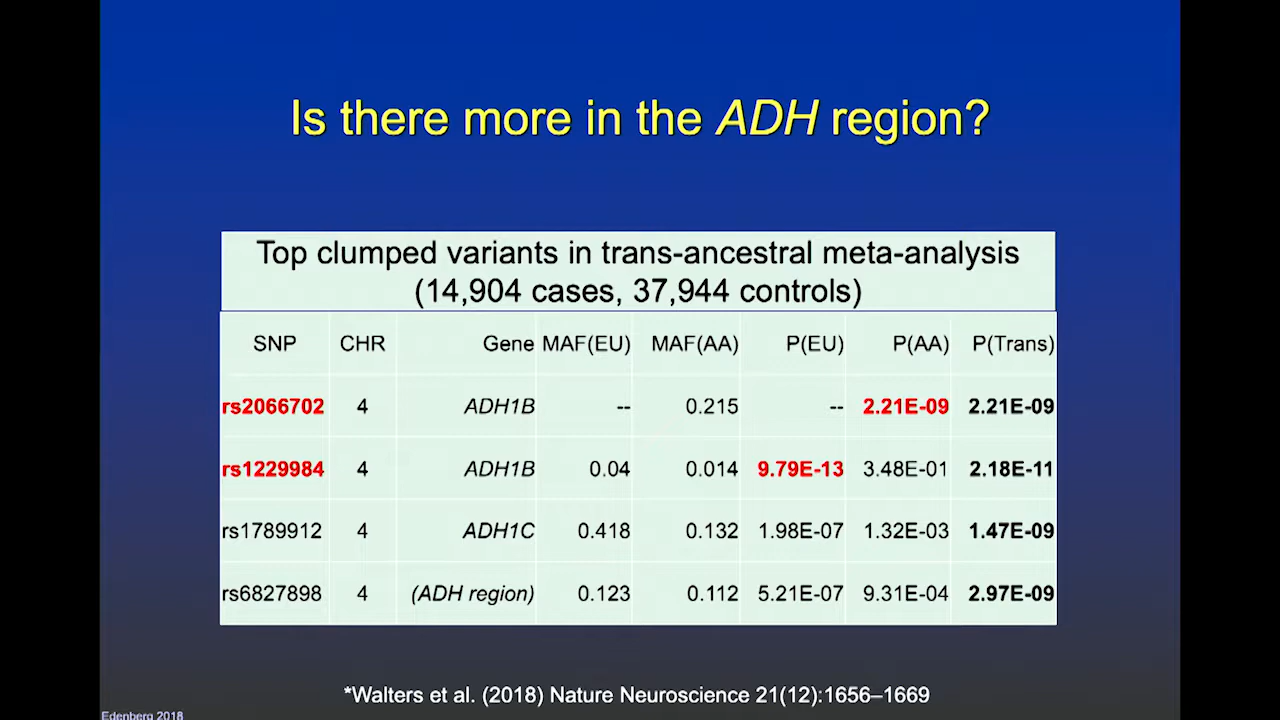 Is there more in the ADH region?
Top clumped variants in trans-ancestral meta-analysis
(14,904 cases, 37,944 controls)
SNP CHR Gene MAF(EU) MAF(AA) P(EU) P(AA) P(Trans)
rs2066702 4 ADH1B -- 0.215 -- 2.21E-09 2.21E-09
rs1229984 4 ADH1B 0.04 0.014 9.79E-13 3.48E-01 2.18E-11
rs1789912 4 ADH1C 0.418 0.132 1.98E-07 1.32E-03 1.47E-09
rs6827898 4 (ADH region) 0.123 0.112 5.21E-07 9.31E-04 2.97E-09
*Walters et al. (2018) Nature Neuroscience 21(12):1656–1669
Edenberg 2018